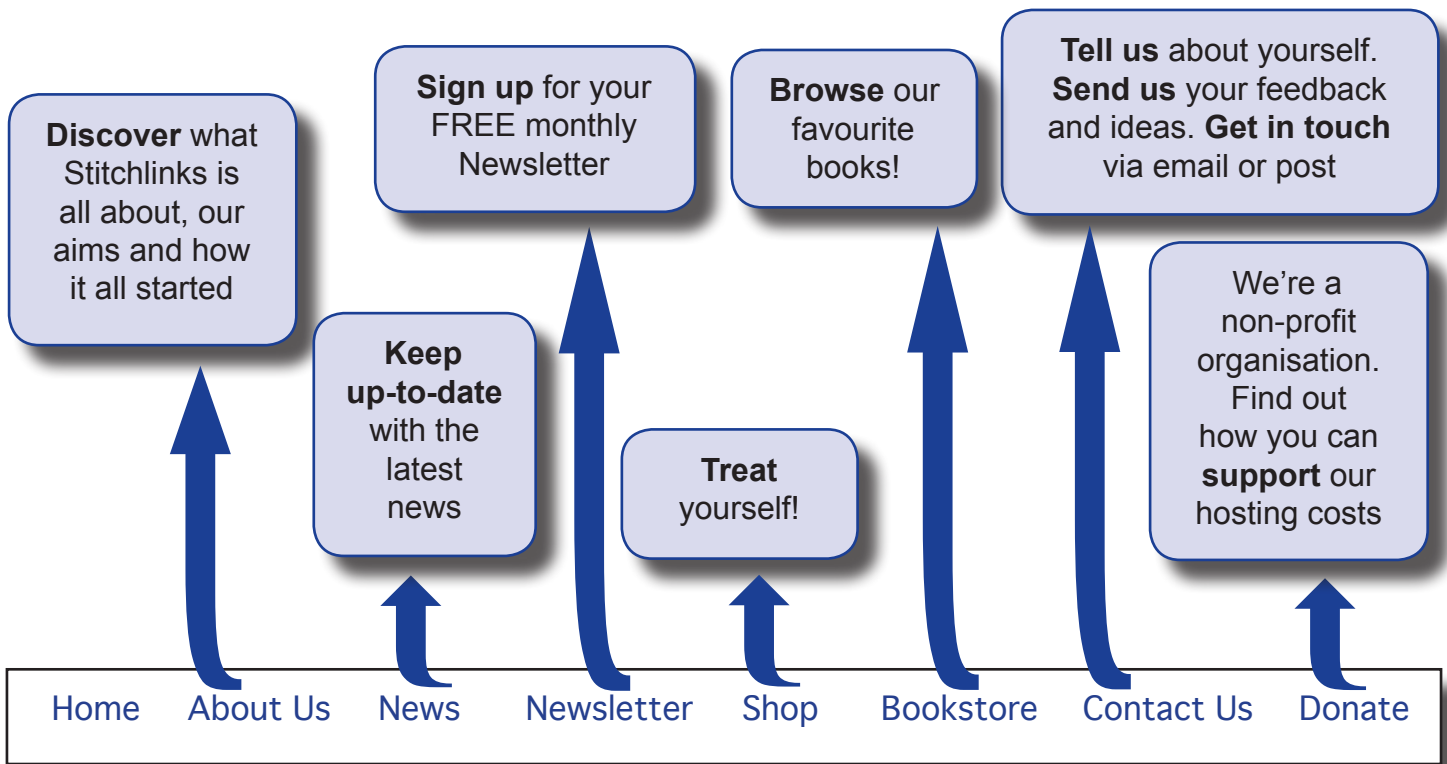 Discover what
Stitchlinks is
all about, our
aims and how
it all started
Keep
up-to-date
with the
latest
news
Sign up for your
FREE monthly
Newsletter
Treat
yourself!
Browse our
favourite
books!
Tell us about yourself.
Send us your feedback
and ideas. Get in touch
via email or post
We're a
non-profit
organisation.
Find out
how you can
support our
hosting costs
Home About Us News Newsletter Shop Bookstore Contact Us Donate